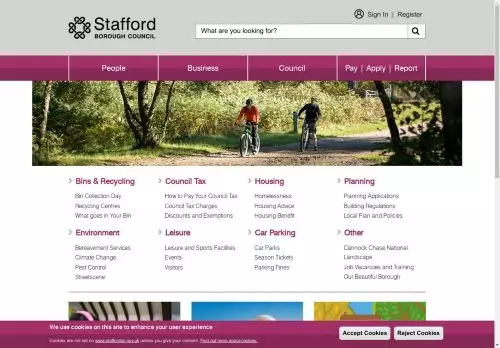 Stafford
BOROUGH COUNCIL
Sign In | Register
What are you looking for?
People
Business
Council
Pay | Apply | Report
Bins & Recycling
Bin Collection Day
Recycling Centres
What goes in Your Bin
Council Tax
How to Pay Your Council Tax
Council Tax Charges
Discounts and Exemptions
Housing
Homelessness
Housing Advice
Housing Benefit
Planning
Planning Applications
Building Regulations
Local Plan and Policies
Environment
Bereavement Services
Climate Change
Pest Control
Streetscene
Leisure
Leisure and Sports Facilities
Events
Visitors
Car Parking
Car Parks
Season Tickets
Parking Fines
Other
Cannock Chase National
Landscape
Job Vacancies and Training
Our Beautiful Borough
We use cookies on this site to enhance your user experience
Cookies are not set on www.staffordbc.gov.uk unless you give your consent. Find out more about cookies.
Accept Cookies
Reject Cookies